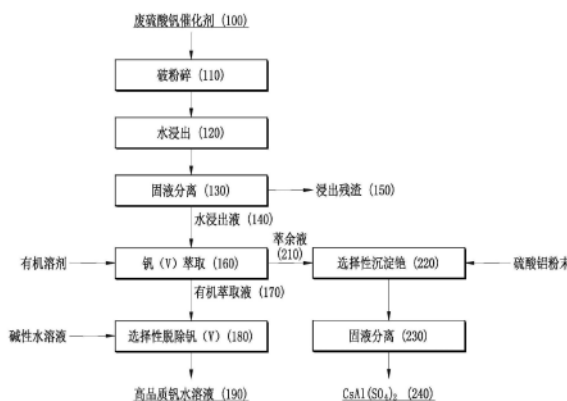 废硫酸钒催化剂 (100)
破粉碎 (110)
水浸出 (120)
固液分离 (130)
浸出残渣 (150)
水浸出液 (140)
萃余液
(210)
有机溶剂
钒（V）萃取 (160)
选择性沉淀铯 (220)
硫酸铝粉末
有机萃取液 (170)
碱性水溶液
选择性脱除钒（V）(180)
固液分离 (230)
高品质钒水溶液 (190)
CsAl(SO₄)₂ (240)